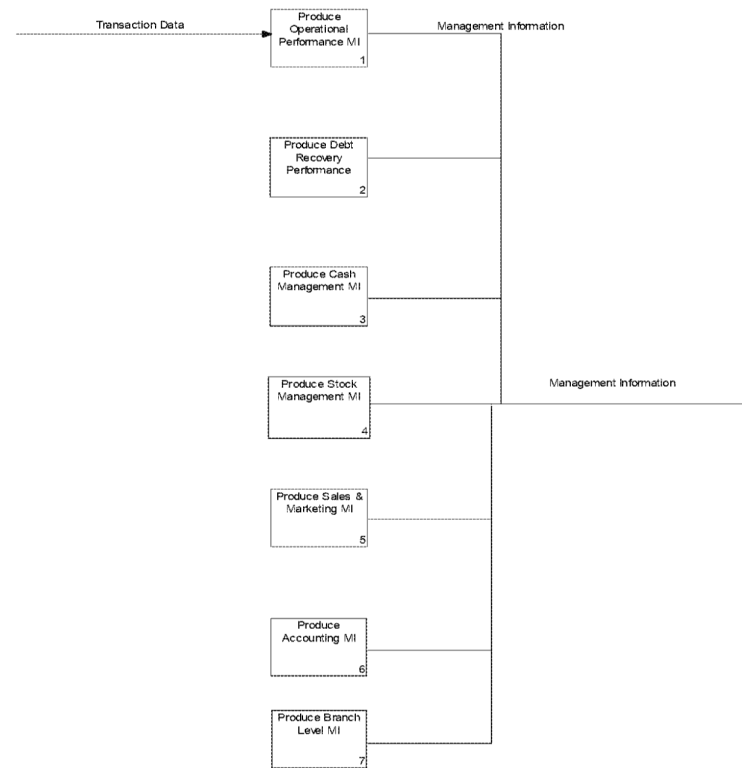 Transaction Data
Produce
Operational
Performance MI
1
Management Information
Produce Debt
Recovery
Performance
2
Produce Cash
Management MI
3
Produce Stock
Management MI
4
Management Information
Produce Sales &
Marketing MI
5
Produce
Accounting MI
6
Produce Branch
Level MI
7